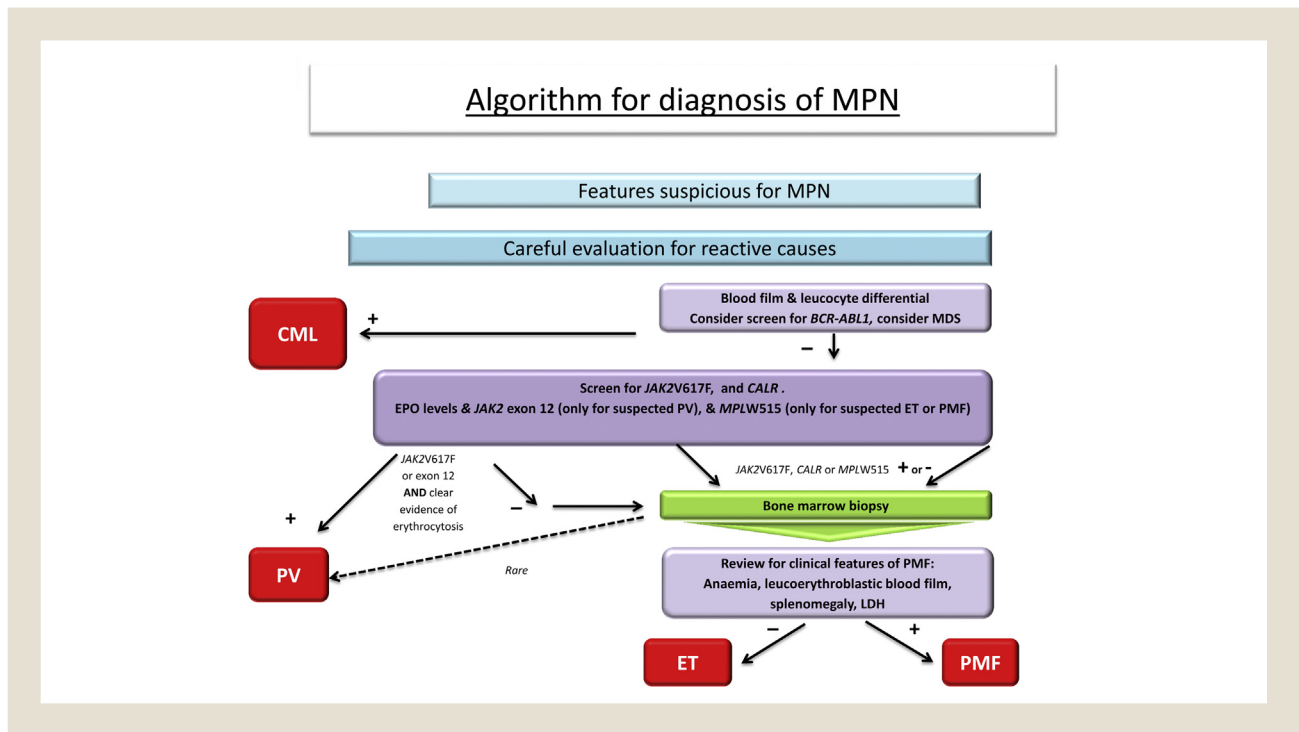 Algorithm for diagnosis of MPN
Features suspicious for MPN
Careful evaluation for reactive causes
Blood film & leucocyte differential
Consider screen for BCR-ABL1, consider MDS
CML
+
–
Screen for JAK2V617F, and CALR .
EPO levels & JAK2 exon 12 (only for suspected PV), & MPLW515 (only for suspected ET or PMF)
JAK2V617F
or exon 12
AND clear
evidence of
erythrocytosis
+
–
JAK2V617F, CALR or MPLW515 + or -
Bone marrow biopsy
PV
Rare
Review for clinical features of PMF:
Anaemia, leucoerythroblastic blood film,
splenomegaly, LDH
–
+
ET
PMF